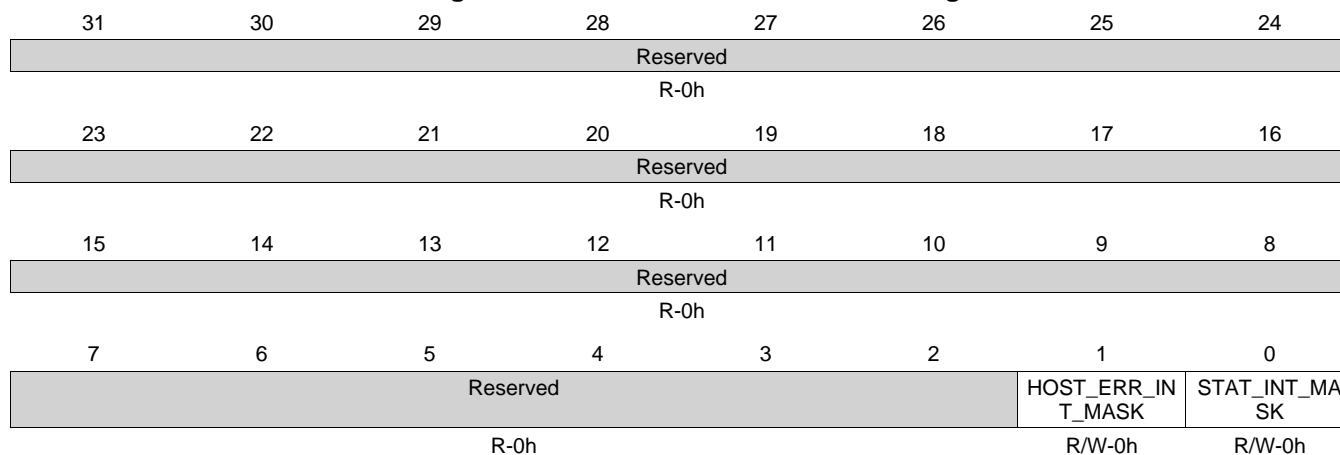 31 30 29 28 27 26 25 24
Reserved
R-0h
23 22 21 20 19 18 17 16
Reserved
R-0h
15 14 13 12 11 10 9 8
Reserved
R-0h
7 6 5 4 3 2 1 0
Reserved HOST_ERR_IN STAT_INT_MA
T_MASK SK
R-0h R/W-0h R/W-0h